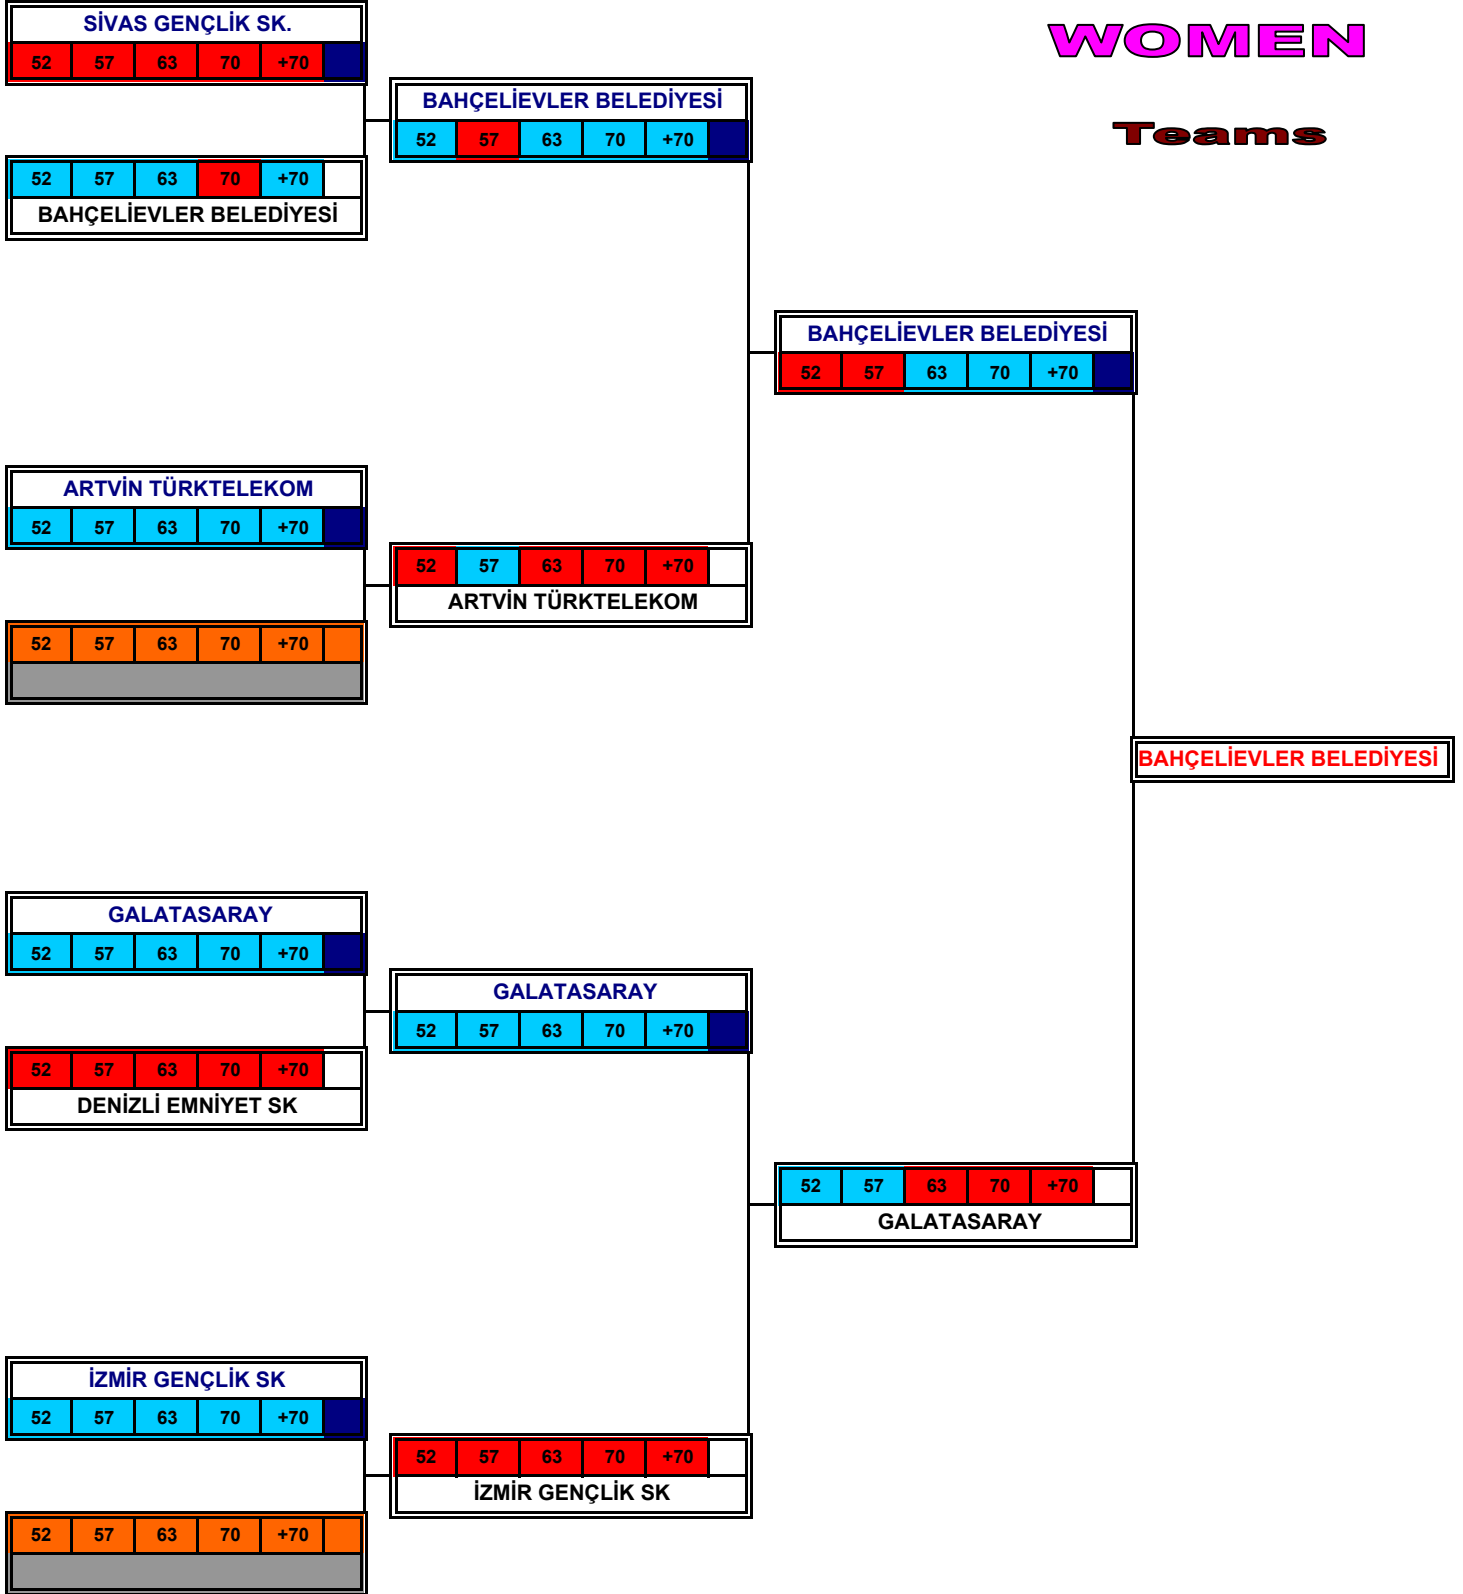 WOMEN
Teams
SİVAS GENÇLİK SK.
52 57 63 70 +70
52 57 63 70 +70
BAHÇELİEVLER BELEDİYESİ
BAHÇELİEVLER BELEDİYESİ
52 57 63 70 +70
ARTVİN TÜRKTELEKOM
52 57 63 70 +70
52 57 63 70 +70
52 57 63 70 +70
ARTVİN TÜRKTELEKOM
BAHÇELİEVLER BELEDİYESİ
52 57 63 70 +70
BAHÇELİEVLER BELEDİYESİ
GALATASARAY
52 57 63 70 +70
52 57 63 70 +70
DENİZLİ EMNİYET SK
GALATASARAY
52 57 63 70 +70
52 57 63 70 +70
GALATASARAY
İZMİR GENÇLİK SK
52 57 63 70 +70
52 57 63 70 +70
52 57 63 70 +70
İZMİR GENÇLİK SK